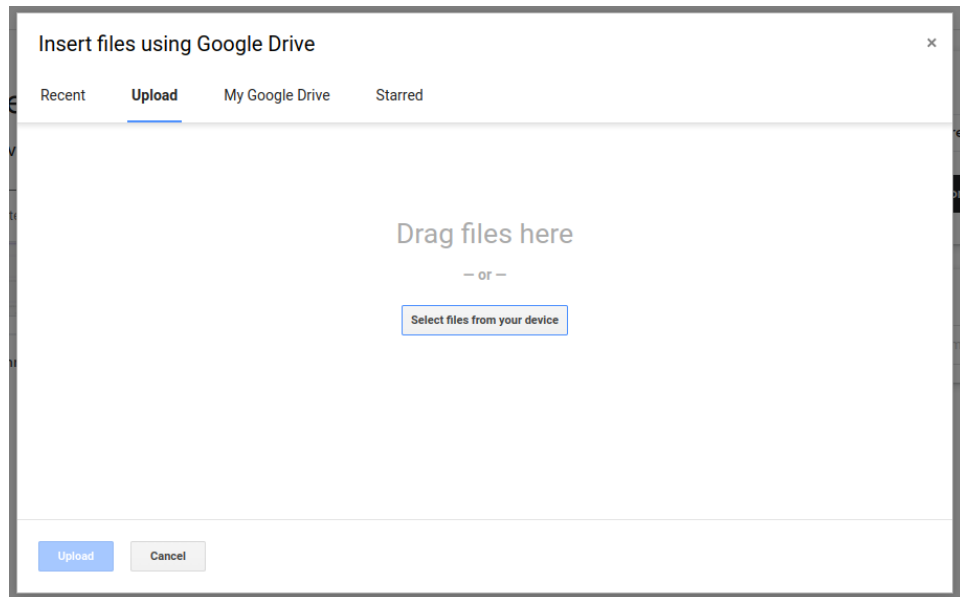 Insert files using Google Drive
×
Recent Upload My Google Drive Starred
Drag files here
— or —
Select files from your device
Upload Cancel